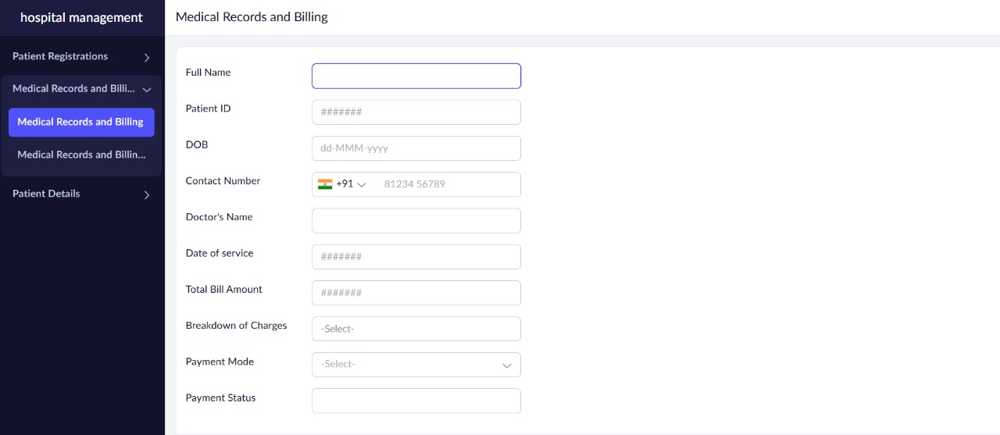 hospital management
Medical Records and Billing
Patient Registrations
Medical Records and Billi...
Medical Records and Billing
Medical Records and Billin...
Patient Details
Full Name
Patient ID
#######
DOB
dd-MMM-yyyy
Contact Number
+91
81234 56789
Doctor's Name
Date of service
#######
Total Bill Amount
#######
Breakdown of Charges
-Select-
Payment Mode
-Select-
Payment Status